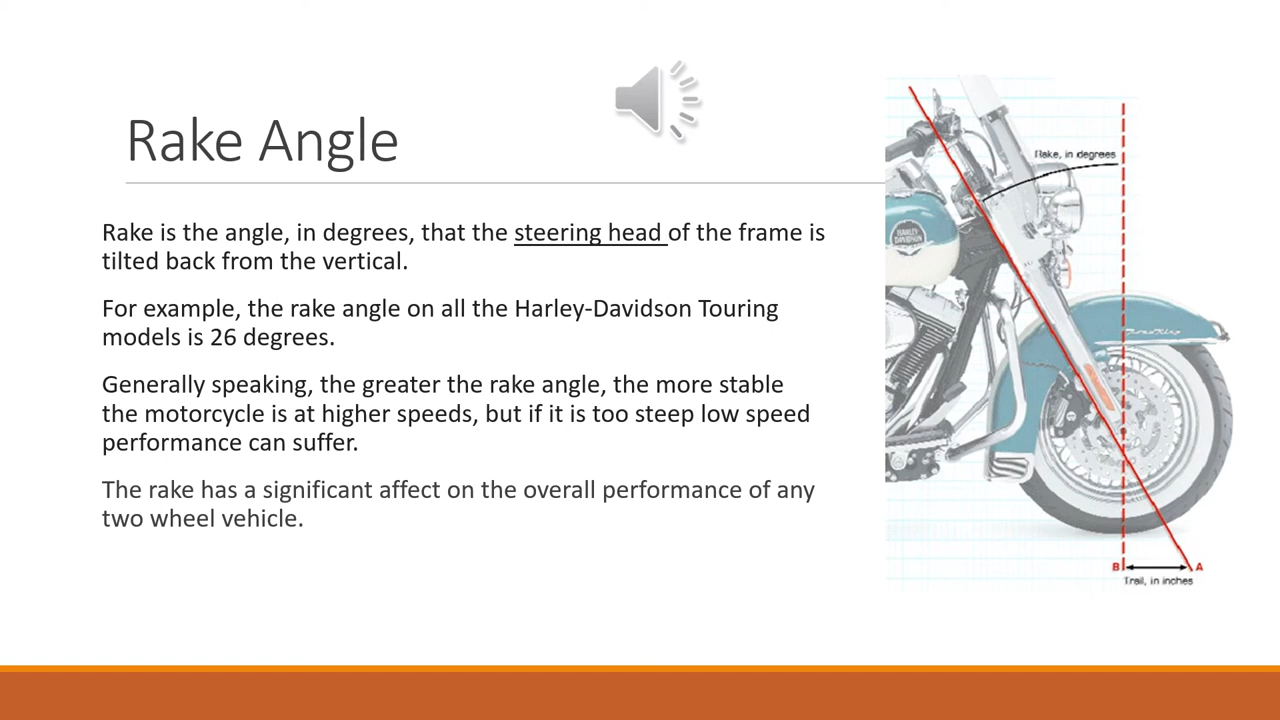 Rake Angle
Rake is the angle, in degrees, that the steering head of the frame is
tilted back from the vertical.
For example, the rake angle on all the Harley-Davidson Touring
models is 26 degrees.
Generally speaking, the greater the rake angle, the more stable
the motorcycle is at higher speeds, but if it is too steep low speed
performance can suffer.
The rake has a significant affect on the overall performance of any
two wheel vehicle.
Rake, in degrees
HARLEY-DAVIDSON
B A
Trail, in inches